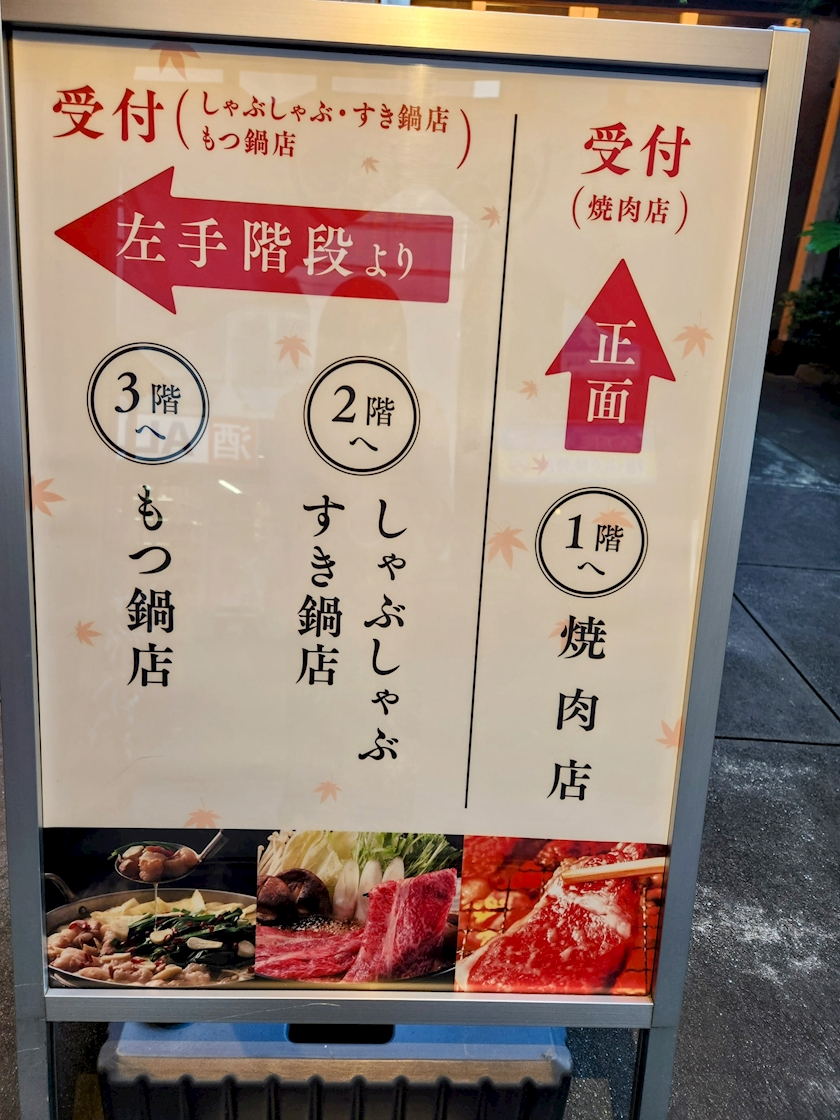 受付(しゃぶしゃぶ・すき鍋店
もつ鍋店)
左手階段より
3階へ
もつ鍋店
2階へ
しゃぶしゃぶ
すき鍋店
受付
(焼肉店)
正面
1階へ
焼肉店